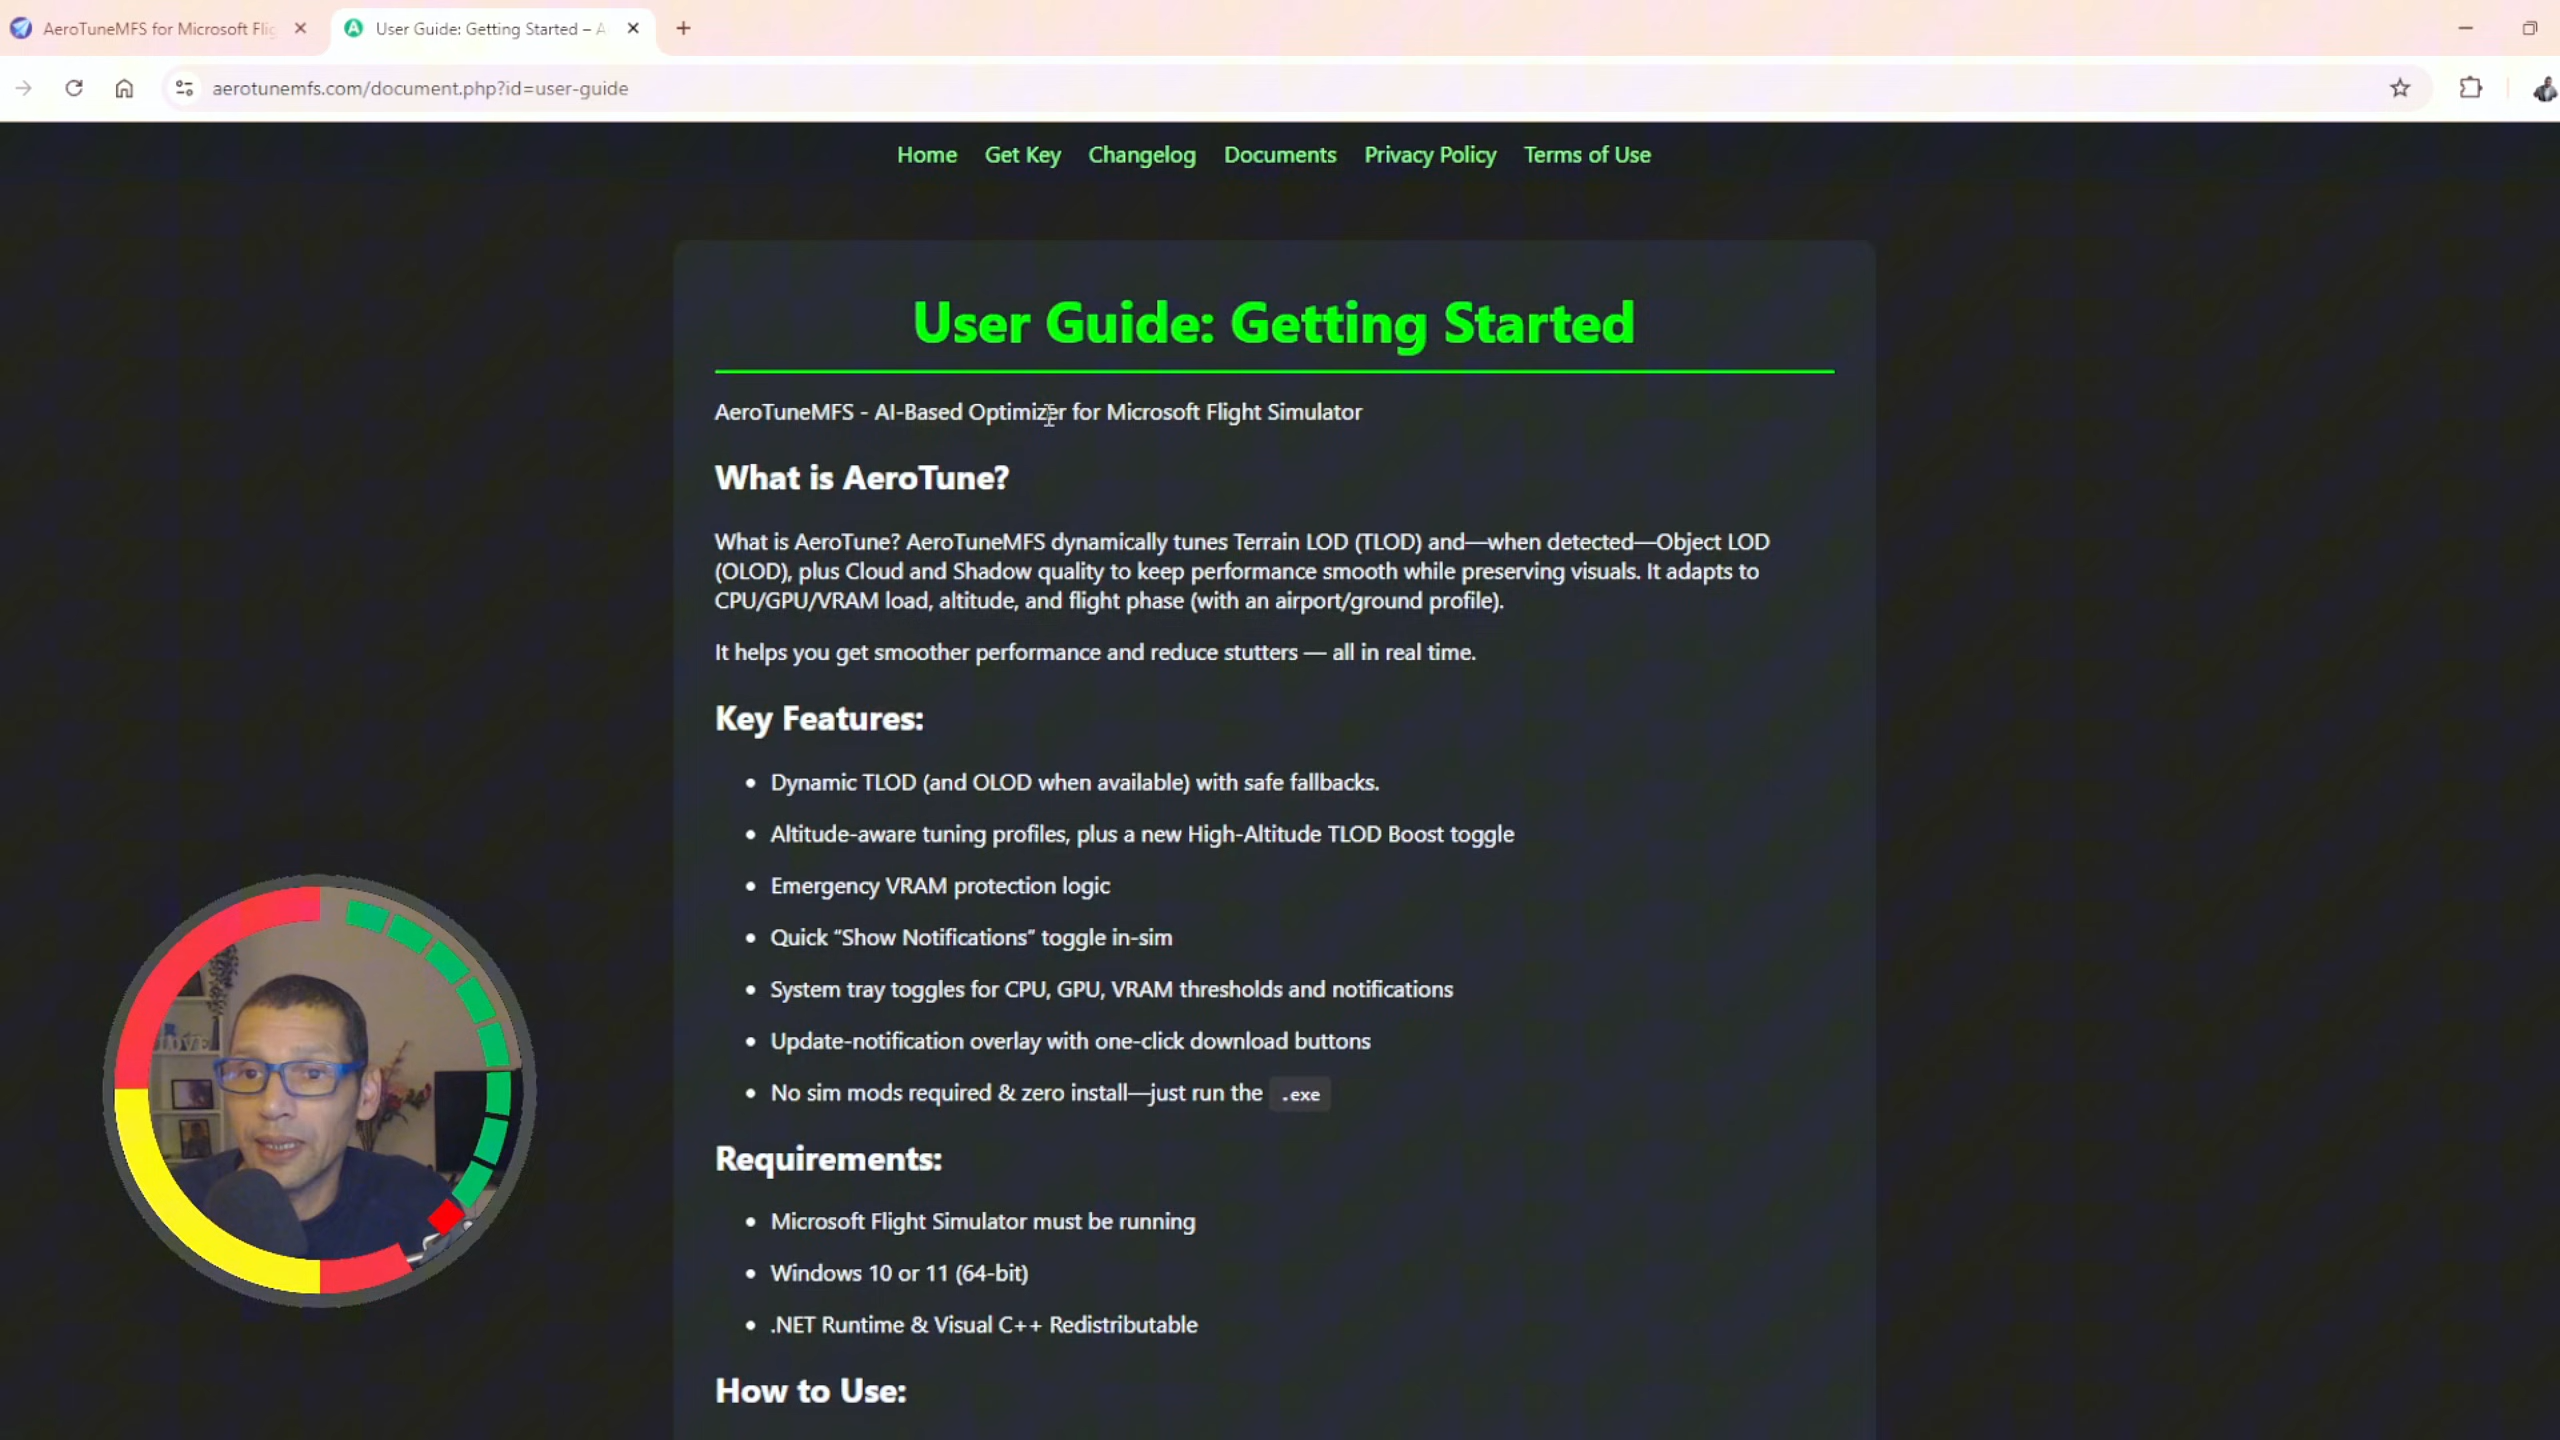 AeroTuneMFS for Microsoft Flig
User Guide: Getting Started – A
aerotunemfs.com/document.php?id=user-guide
Home Get Key Changelog Documents Privacy Policy Terms of Use
User Guide: Getting Started
AeroTuneMFS - AI-Based Optimizer for Microsoft Flight Simulator
What is AeroTune?
What is AeroTune? AeroTuneMFS dynamically tunes Terrain LOD (TLOD) and—when detected—Object LOD
(OLOD), plus Cloud and Shadow quality to keep performance smooth while preserving visuals. It adapts to
CPU/GPU/VRAM load, altitude, and flight phase (with an airport/ground profile).
It helps you get smoother performance and reduce stutters — all in real time.
Key Features:
• Dynamic TLOD (and OLOD when available) with safe fallbacks.
• Altitude-aware tuning profiles, plus a new High-Altitude TLOD Boost toggle
• Emergency VRAM protection logic
• Quick “Show Notifications” toggle in-sim
• System tray toggles for CPU, GPU, VRAM thresholds and notifications
• Update-notification overlay with one-click download buttons
• No sim mods required & zero install—just run the .exe
Requirements:
• Microsoft Flight Simulator must be running
• Windows 10 or 11 (64-bit)
• .NET Runtime & Visual C++ Redistributable
How to Use: